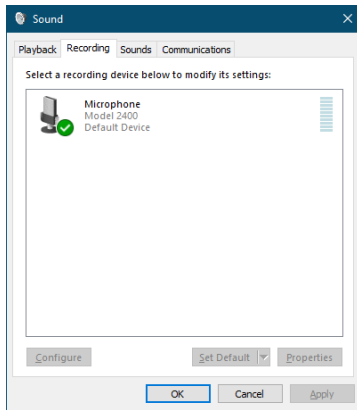 Sound
Playback Recording Sounds Communications
Select a recording device below to modify its settings:
Microphone
Model 2400
Default Device
Configure Set Default Properties
OK Cancel Apply